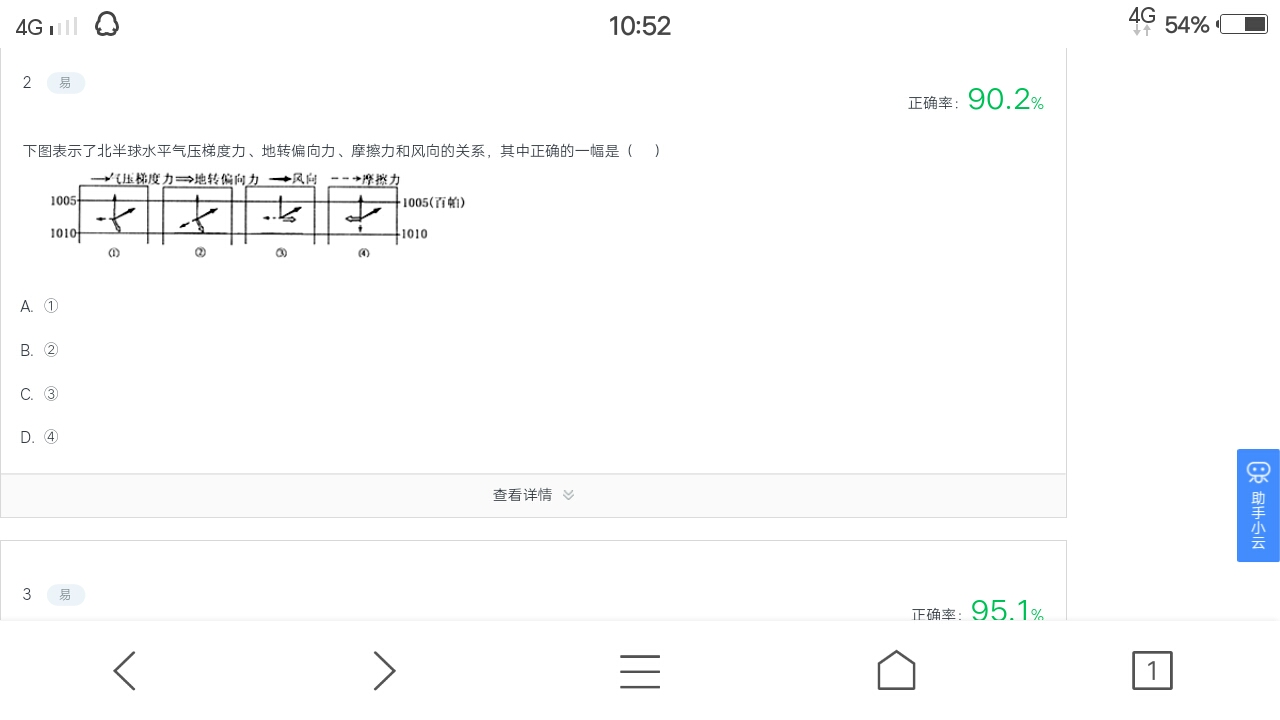 4G 10:52 4G 54%
2 易
正确率：90.2%
下图表示了北半球水平气压梯度力、地转偏向力、摩擦力和风向的关系，其中正确的一幅是（ ）
气压梯度力 地转偏向力 风向 摩擦力
1005 1005(百帕)
1010 1010
① ② ③ ④
A. ①
B. ②
C. ③
D. ④
查看详情
助手小云
3 易
正确率：95.1%
1